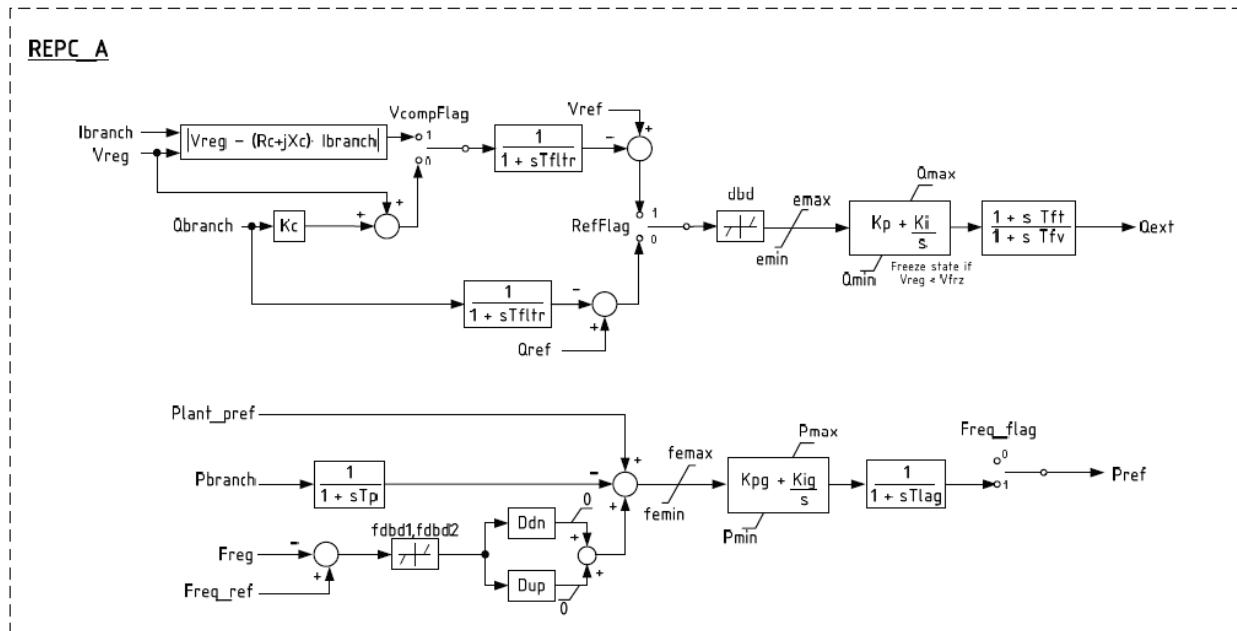 REPC_A
VcompFlag
Vref
Ibranch
Vreg
|Vreg - (Rc+jXc)· Ibranch|
1
0
1
1 + sTfltr
-
+
+
+
Qbranch
Kc
RefFlag
1
0
dbd
emax
emin
Qmax
Kp + Ki
s
Qmin
Freeze state if
Vreg < Vfrz
1 + s Tft
1 + s Tfv
Qext
1
1 + sTfltr
-
+
Qref
Plant_pref
Pbranch
1
1 + sTp
-
+
+
femax
femin
Pmax
Kpg + Kig
s
Pmin
1
1 + sTlag
Freq_flag
0
1
Pref
fdbd1,fdbd2
Freg
-
+
Freq_ref
Ddn
0
+
+
Dup
0